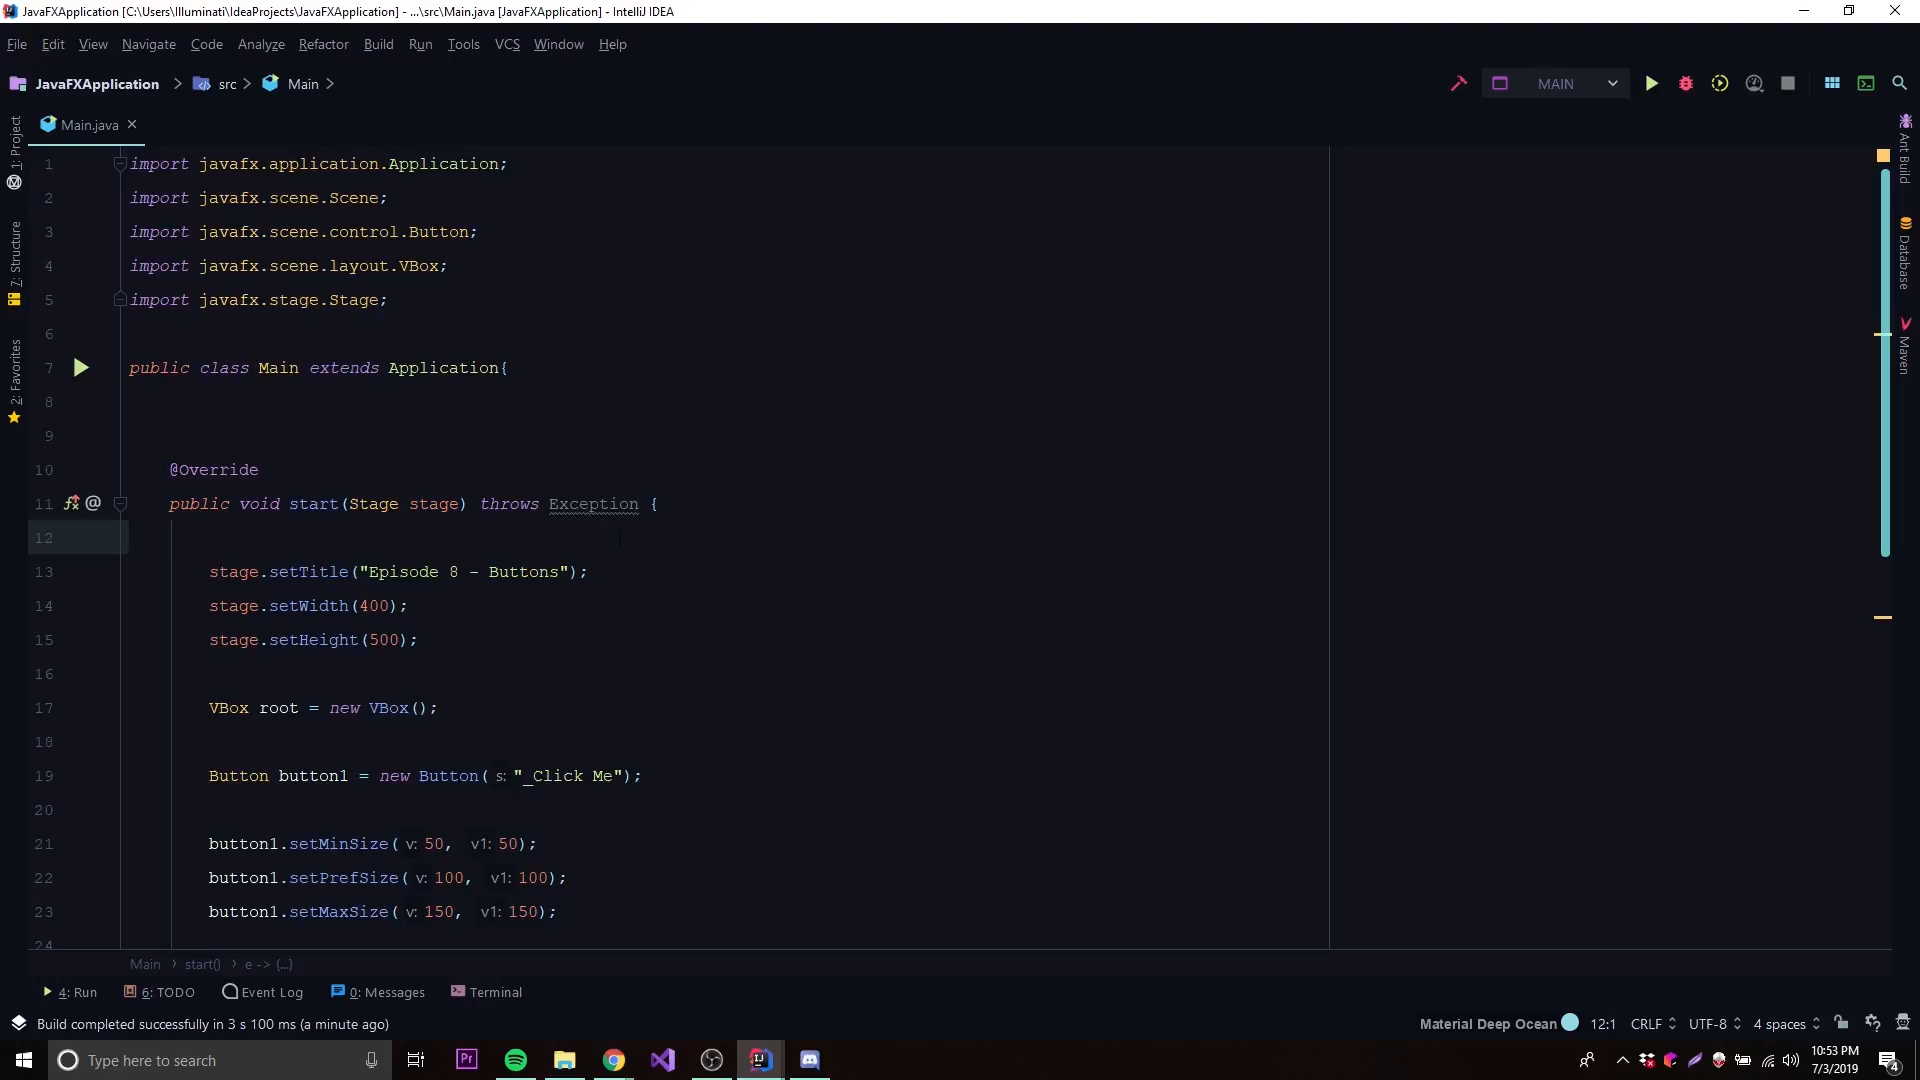 JavaFXApplication [C:\Users\Illuminati\IdeaProjects\JavaFXApplication] - ...\src\Main.java [JavaFXApplication] - IntelliJ IDEA
File Edit View Navigate Code Analyze Refactor Build Run Tools VCS Window Help
JavaFXApplication src Main MAIN
Main.java
1: Project
7: Structure
2: Favorites
Ant Build
Database
Maven
1 import javafx.application.Application;
2 import javafx.scene.Scene;
3 import javafx.scene.control.Button;
4 import javafx.scene.layout.VBox;
5 import javafx.stage.Stage;
6
7 public class Main extends Application{
8
9
10 @Override
11 public void start(Stage stage) throws Exception {
12
13 stage.setTitle("Episode 8 - Buttons");
14 stage.setWidth(400);
15 stage.setHeight(500);
16
17 VBox root = new VBox();
18
19 Button button1 = new Button( s: "_Click Me");
20
21 button1.setMinSize( v: 50, v1: 50);
22 button1.setPrefSize( v: 100, v1: 100);
23 button1.setMaxSize( v: 150, v1: 150);
24
Main › start() › e -> {...}
4: Run 6: TODO Event Log 0: Messages Terminal
Build completed successfully in 3 s 100 ms (a minute ago) Material Deep Ocean 12:1 CRLF UTF-8 4 spaces
Type here to search
Pr
10:53 PM
7/3/2019
4